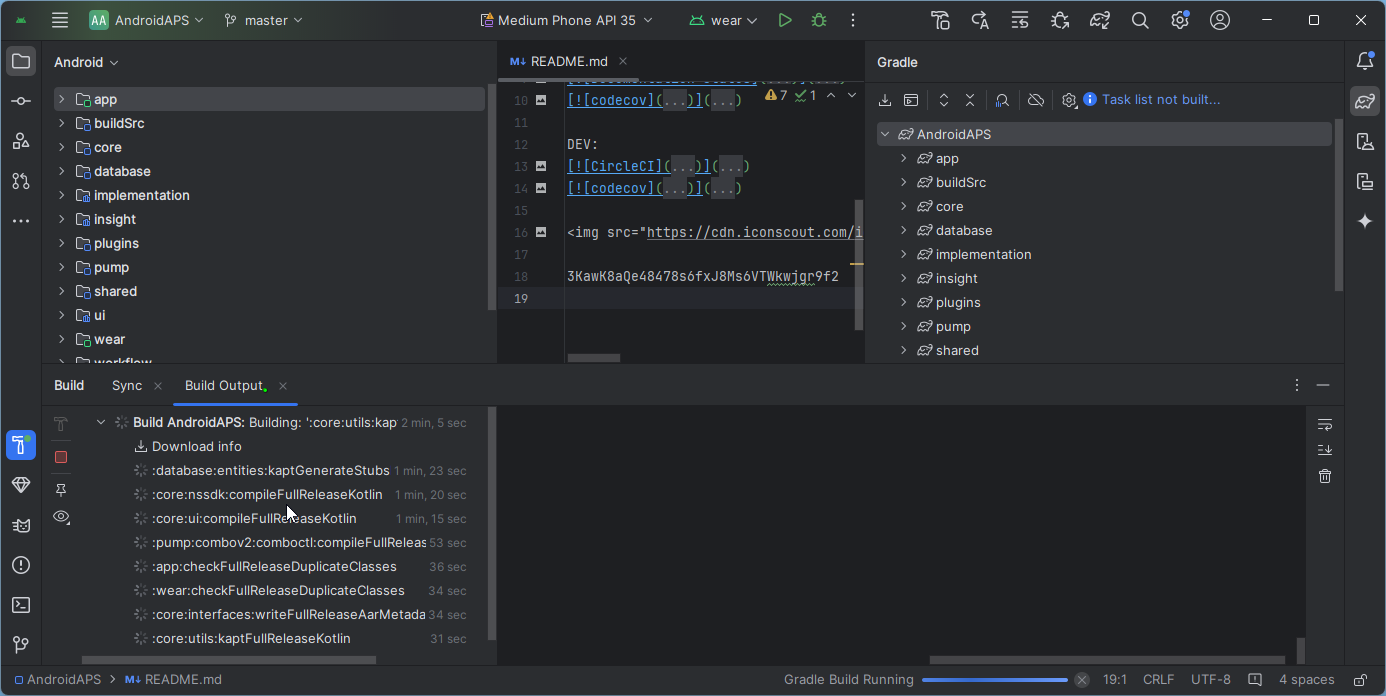 AA AndroidAPS master Medium Phone API 35 wear
Android
app
buildSrc
core
database
implementation
insight
plugins
pump
shared
ui
wear
workflow
M↓ README.md
10 [![codecov](...)](...) 7 1
11
12 DEV:
13 [![CircleCI](...)](...)
14 [![codecov](...)](...)
15
16 <img src="https://cdn.iconscout.com/i
17
18 3KawK8aQe48478s6fxJ8Ms6VTWkwjgr9f2
19
Gradle
Task list not built...
AndroidAPS
app
buildSrc
core
database
implementation
insight
plugins
pump
shared
Build Sync Build Output
Build AndroidAPS: Building: ':core:utils:kap 2 min, 5 sec
Download info
:database:entities:kaptGenerateStubs 1 min, 23 sec
:core:nssdk:compileFullReleaseKotlin 1 min, 20 sec
:core:ui:compileFullReleaseKotlin 1 min, 15 sec
:pump:combov2:comboctl:compileFullReleas 53 sec
:app:checkFullReleaseDuplicateClasses 36 sec
:wear:checkFullReleaseDuplicateClasses 34 sec
:core:interfaces:writeFullReleaseAarMetada 34 sec
:core:utils:kaptFullReleaseKotlin 31 sec
AndroidAPS M↓ README.md Gradle Build Running 19:1 CRLF UTF-8 4 spaces